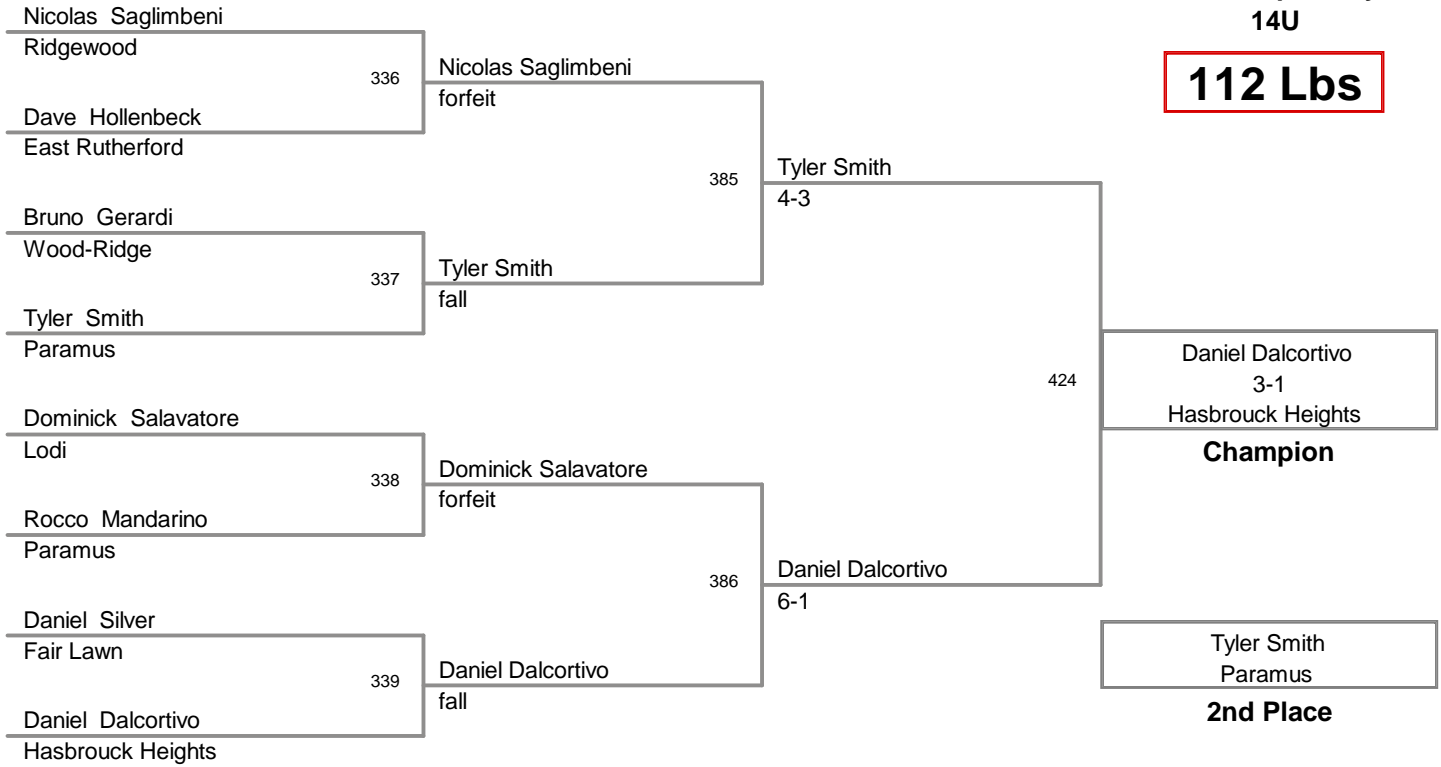 14U
112 Lbs
Nicolas Saglimbeni
Ridgewood
336
Dave Hollenbeck
East Rutherford
Bruno Gerardi
Wood-Ridge
337
Tyler Smith
Paramus
Dominick Salavatore
Lodi
338
Rocco Mandarino
Paramus
Daniel Silver
Fair Lawn
339
Daniel Dalcortivo
Hasbrouck Heights
Nicolas Saglimbeni
forfeit
385
Tyler Smith
fall
Dominick Salavatore
forfeit
386
Daniel Dalcortivo
fall
Tyler Smith
4-3
424
Daniel Dalcortivo
6-1
Daniel Dalcortivo
3-1
Hasbrouck Heights
Champion
Tyler Smith
Paramus
2nd Place